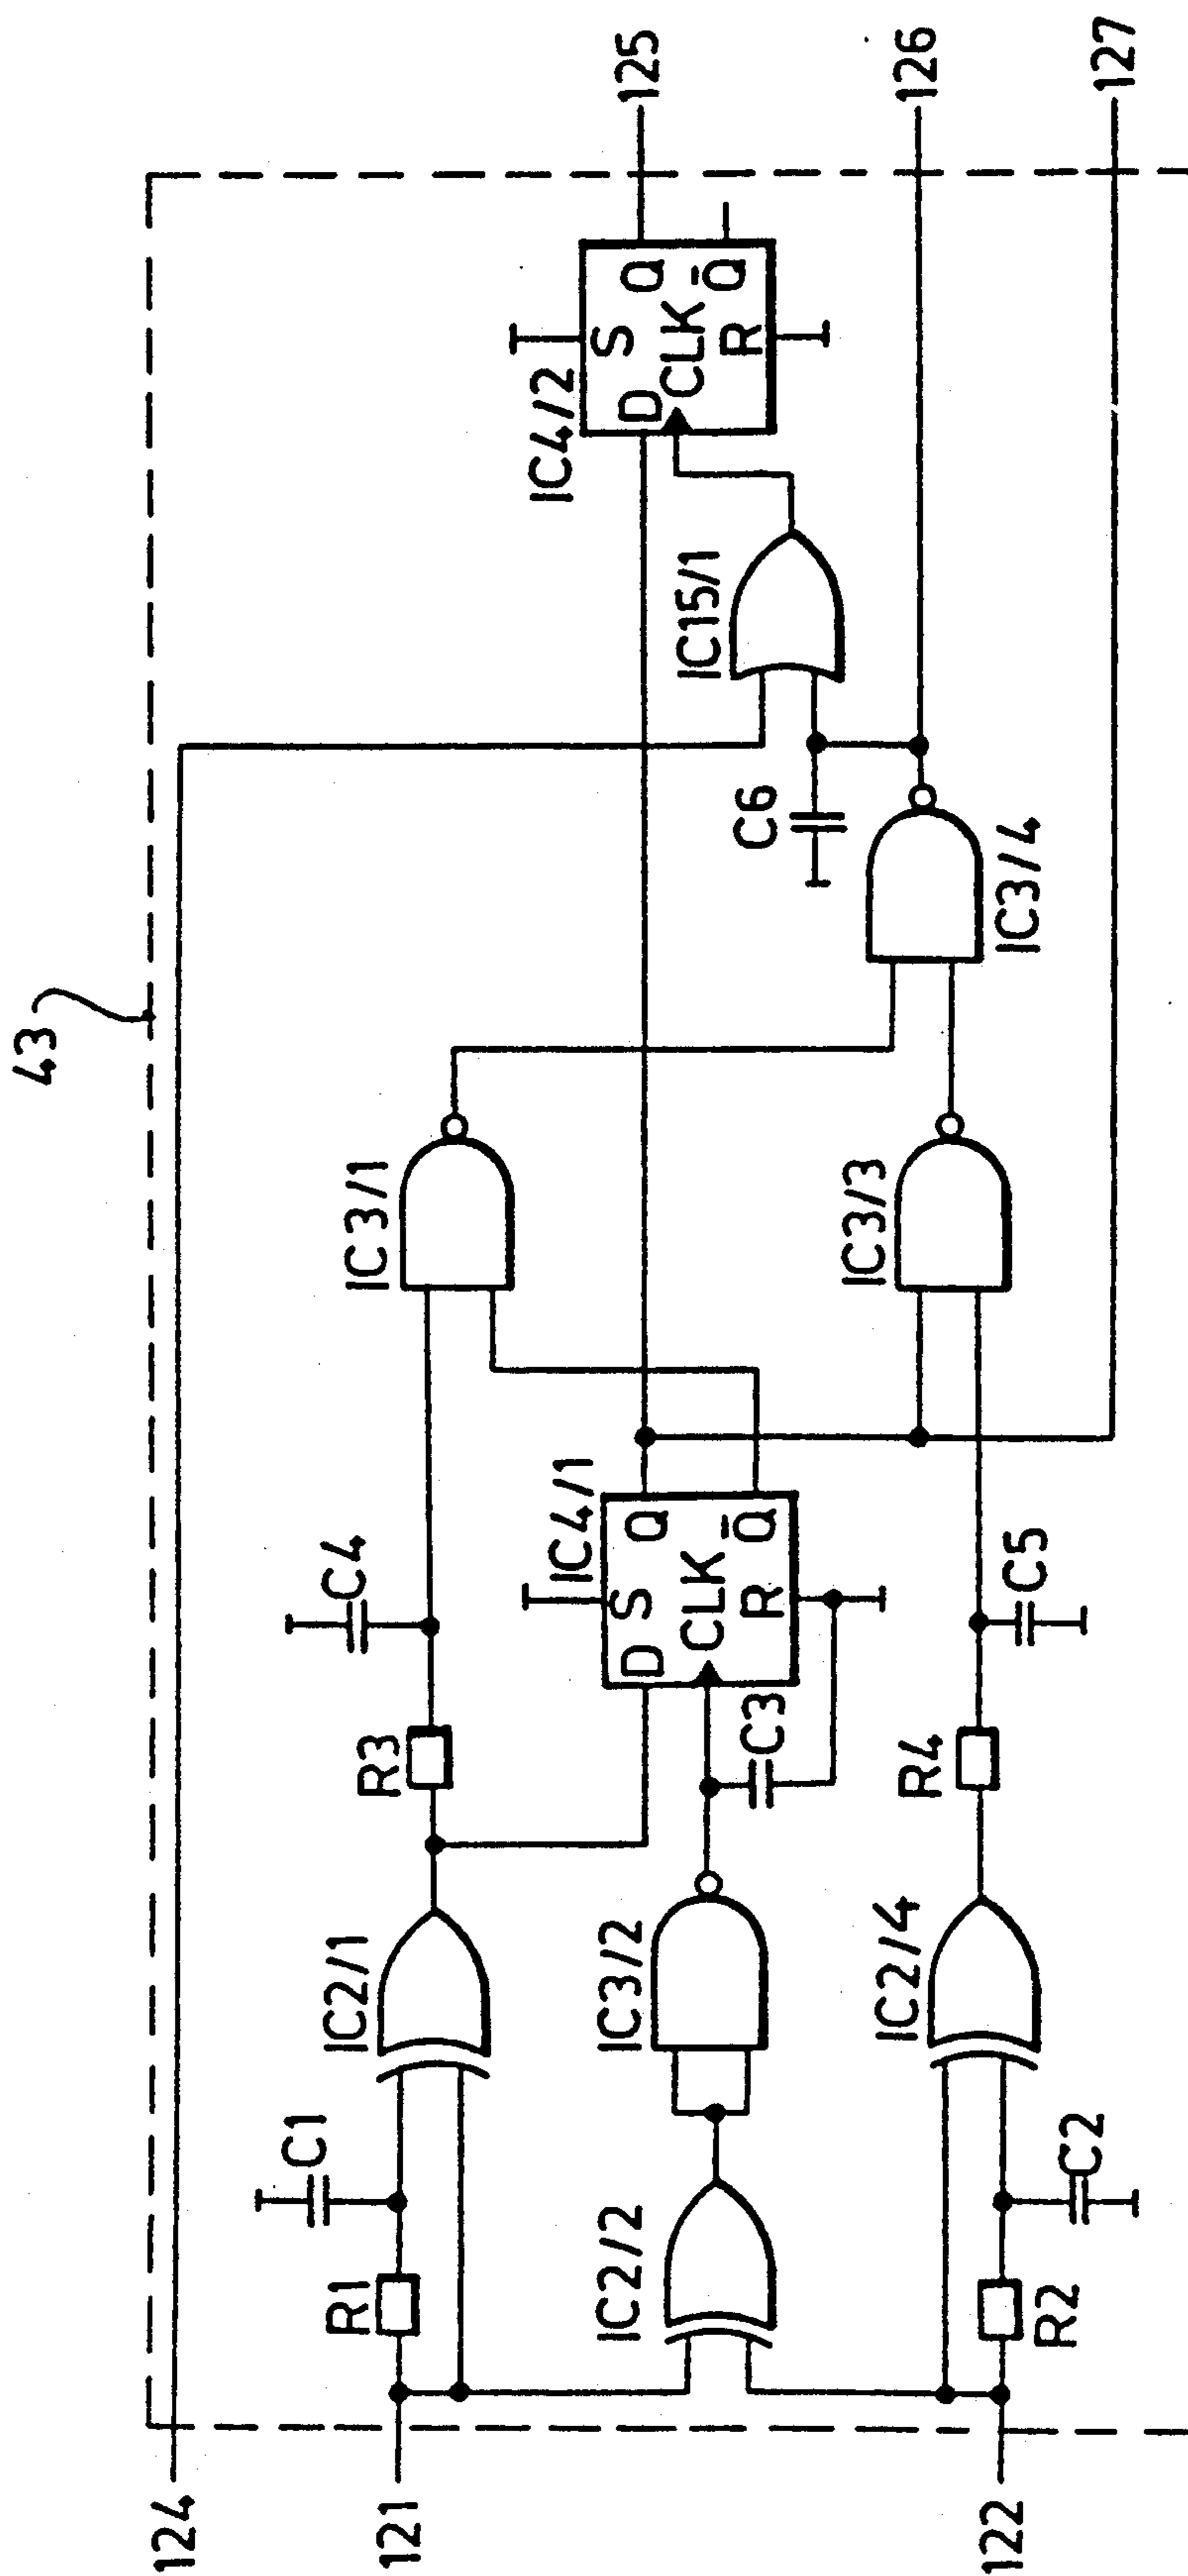 43
124
121
122
R1
C1
IC2/1
R3
C4
IC3/1
IC2/2
IC3/2
C3
IC4/1
D
S
Q
CLK
R
Q̄
R2
C2
IC2/4
R4
C5
IC3/3
IC3/4
C6
IC15/1
IC4/2
D
S
Q
CLK
R
Q̄
125
126
127